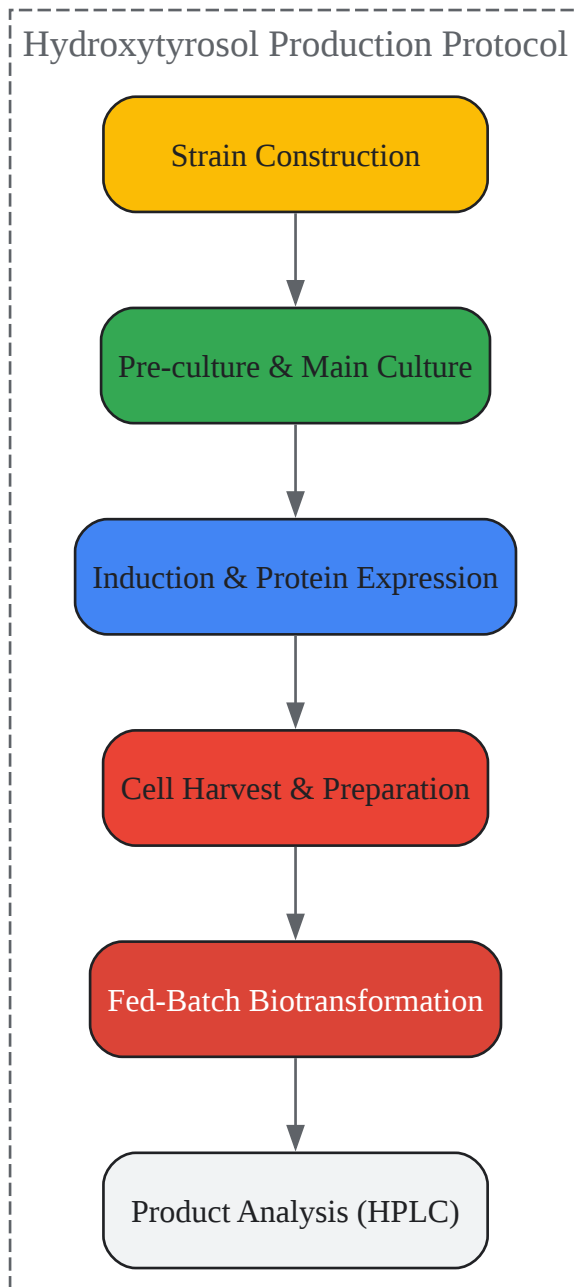 Hydroxytyrosol Production Protocol
Strain Construction
Pre-culture & Main Culture
Induction & Protein Expression
Cell Harvest & Preparation
Fed-Batch Biotransformation
Product Analysis (HPLC)